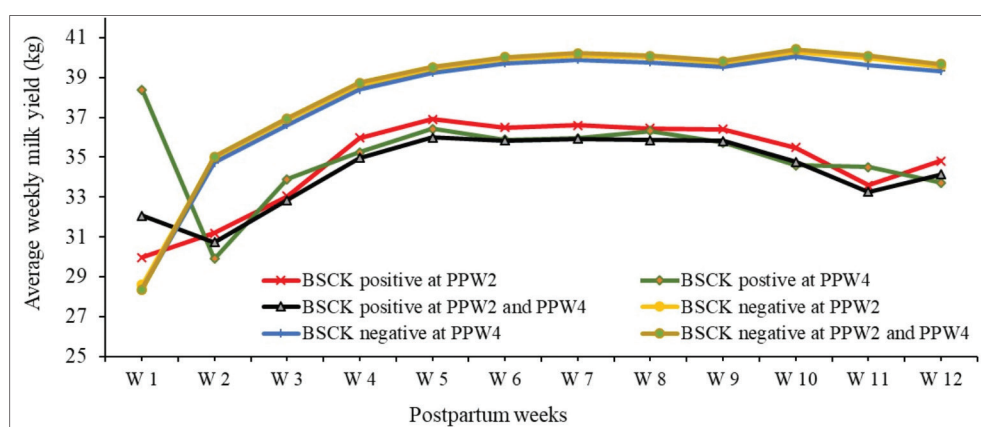 Average weekly milk yield (kg)
41
39
37
35
33
31
29
27
25
BSCK positive at PPW2
BSCK postive at PPW4
BSCK positive at PPW2 and PPW4
BSCK negative at PPW2
BSCK negative at PPW4
BSCK negative at PPW2 and PPW4
W 1 W 2 W 3 W 4 W 5 W 6 W 7 W 8 W 9 W 10 W 11 W 12
Postpartum weeks